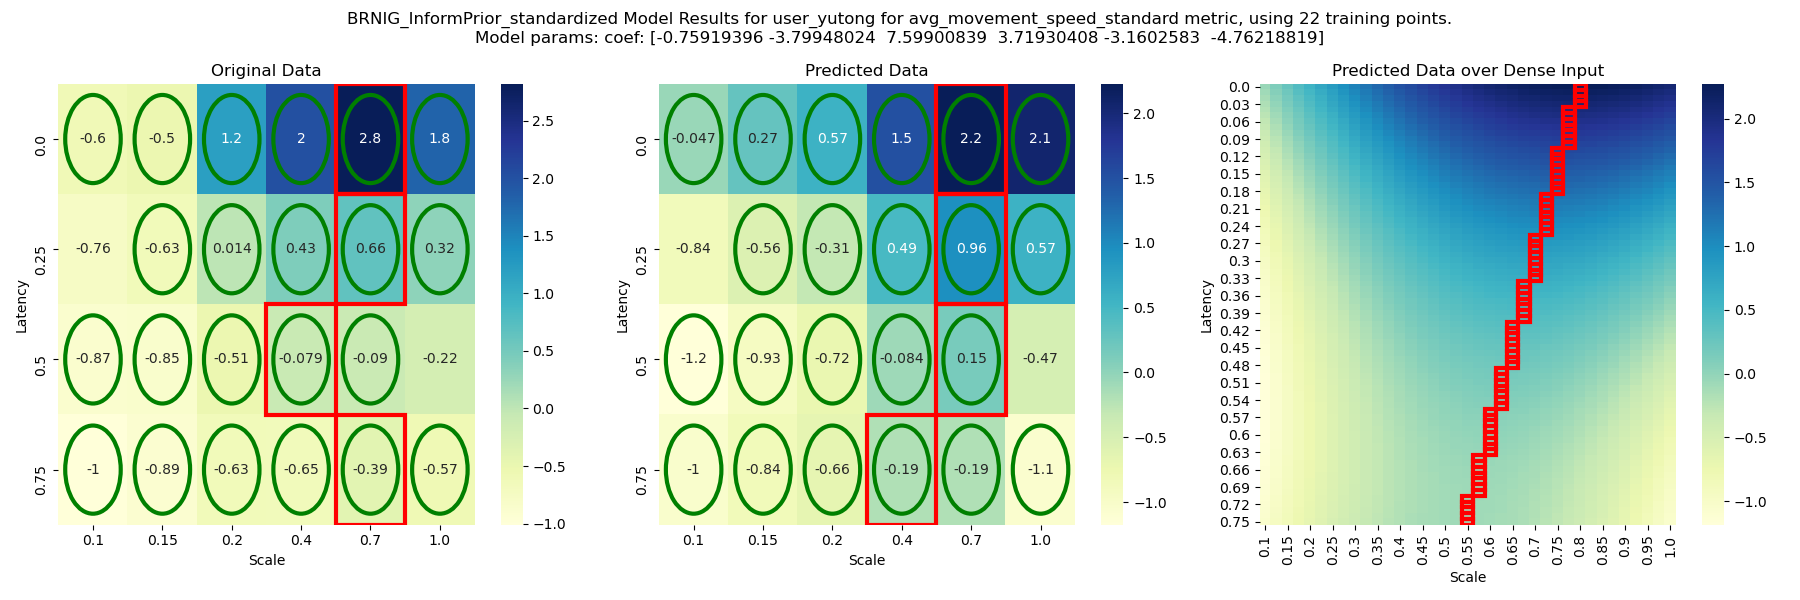 BRNIG_InformPrior_standardized Model Results for user_yutong for avg_movement_speed_standard metric, using 22 training points.
Model params: coef: [-0.75919396 -3.79948024  7.59900839  3.71930408 -3.1602583  -4.76218819]
Original Data
-0.6 -0.5 1.2 2 2.8 1.8
-0.76 -0.63 0.014 0.43 0.66 0.32
-0.87 -0.85 -0.51 -0.079 -0.09 -0.22
-1 -0.89 -0.63 -0.65 -0.39 -0.57
0.0
0.25
0.5
0.75
Latency
0.1 0.15 0.2 0.4 0.7 1.0
Scale
2.5
2.0
1.5
1.0
0.5
0.0
−0.5
−1.0
Predicted Data
-0.047 0.27 0.57 1.5 2.2 2.1
-0.84 -0.56 -0.31 0.49 0.96 0.57
-1.2 -0.93 -0.72 -0.084 0.15 -0.47
-1 -0.84 -0.66 -0.19 -0.19 -1.1
0.0
0.25
0.5
0.75
Latency
0.1 0.15 0.2 0.4 0.7 1.0
Scale
2.0
1.5
1.0
0.5
0.0
−0.5
−1.0
Predicted Data over Dense Input
0.0
0.03
0.06
0.09
0.12
0.15
0.18
0.21
0.24
0.27
0.3
0.33
0.36
0.39
0.42
0.45
0.48
0.51
0.54
0.57
0.6
0.63
0.66
0.69
0.72
0.75
Latency
0.1 0.15 0.2 0.25 0.3 0.35 0.4 0.45 0.5 0.55 0.6 0.65 0.7 0.75 0.8 0.85 0.9 0.95 1.0
Scale
2.0
1.5
1.0
0.5
0.0
−0.5
−1.0